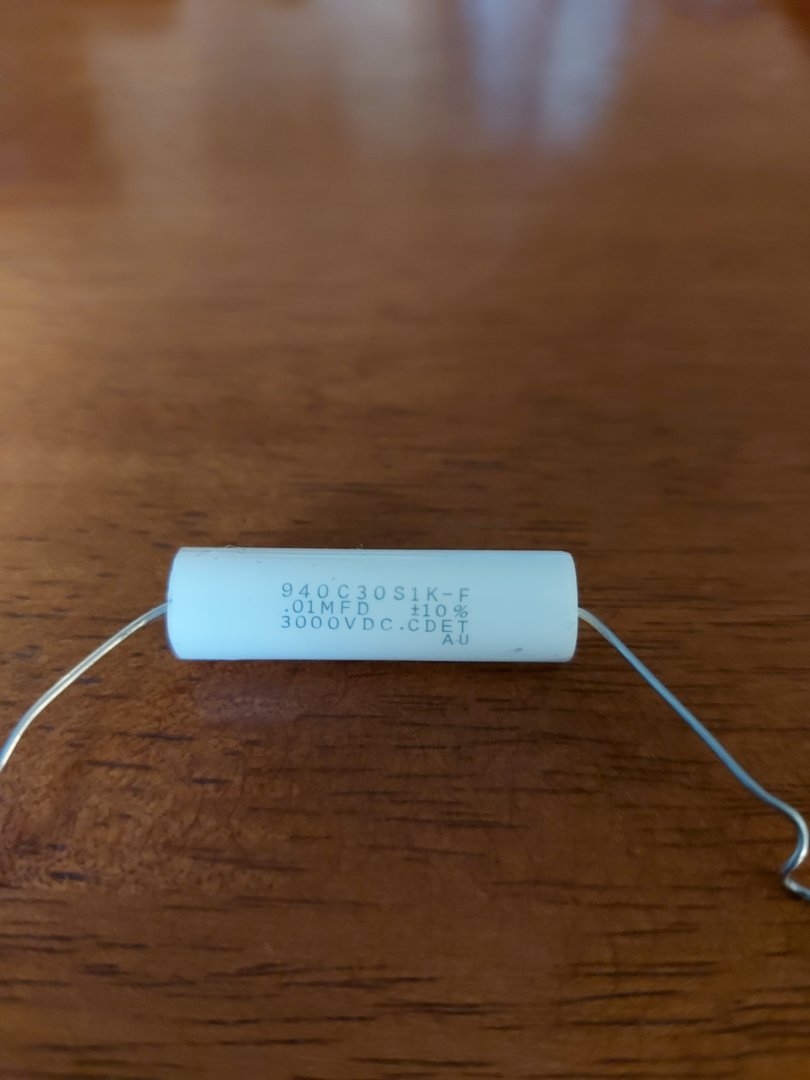 940C30S1K-F
.01MFD ±10%
3000VDC.CDET
AU